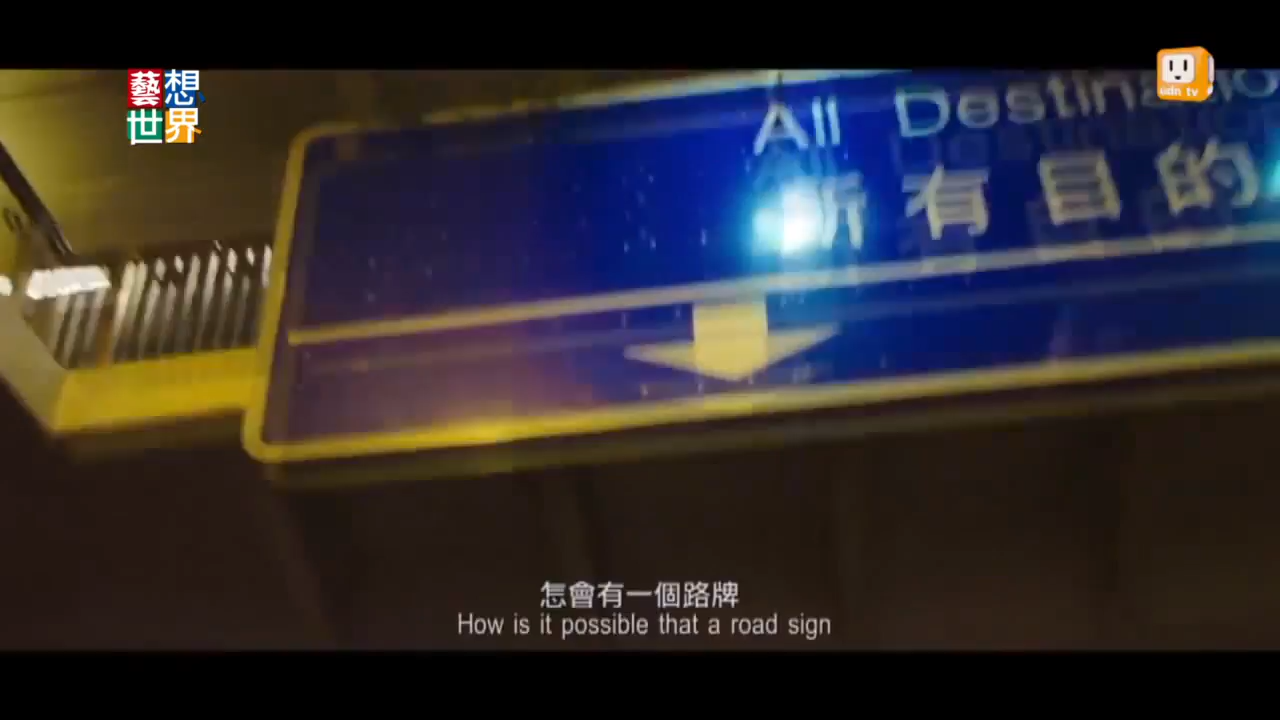 藝想
世界
udn tv
All Destinatio
所有目的
怎會有一個路牌
How is it possible that a road sign